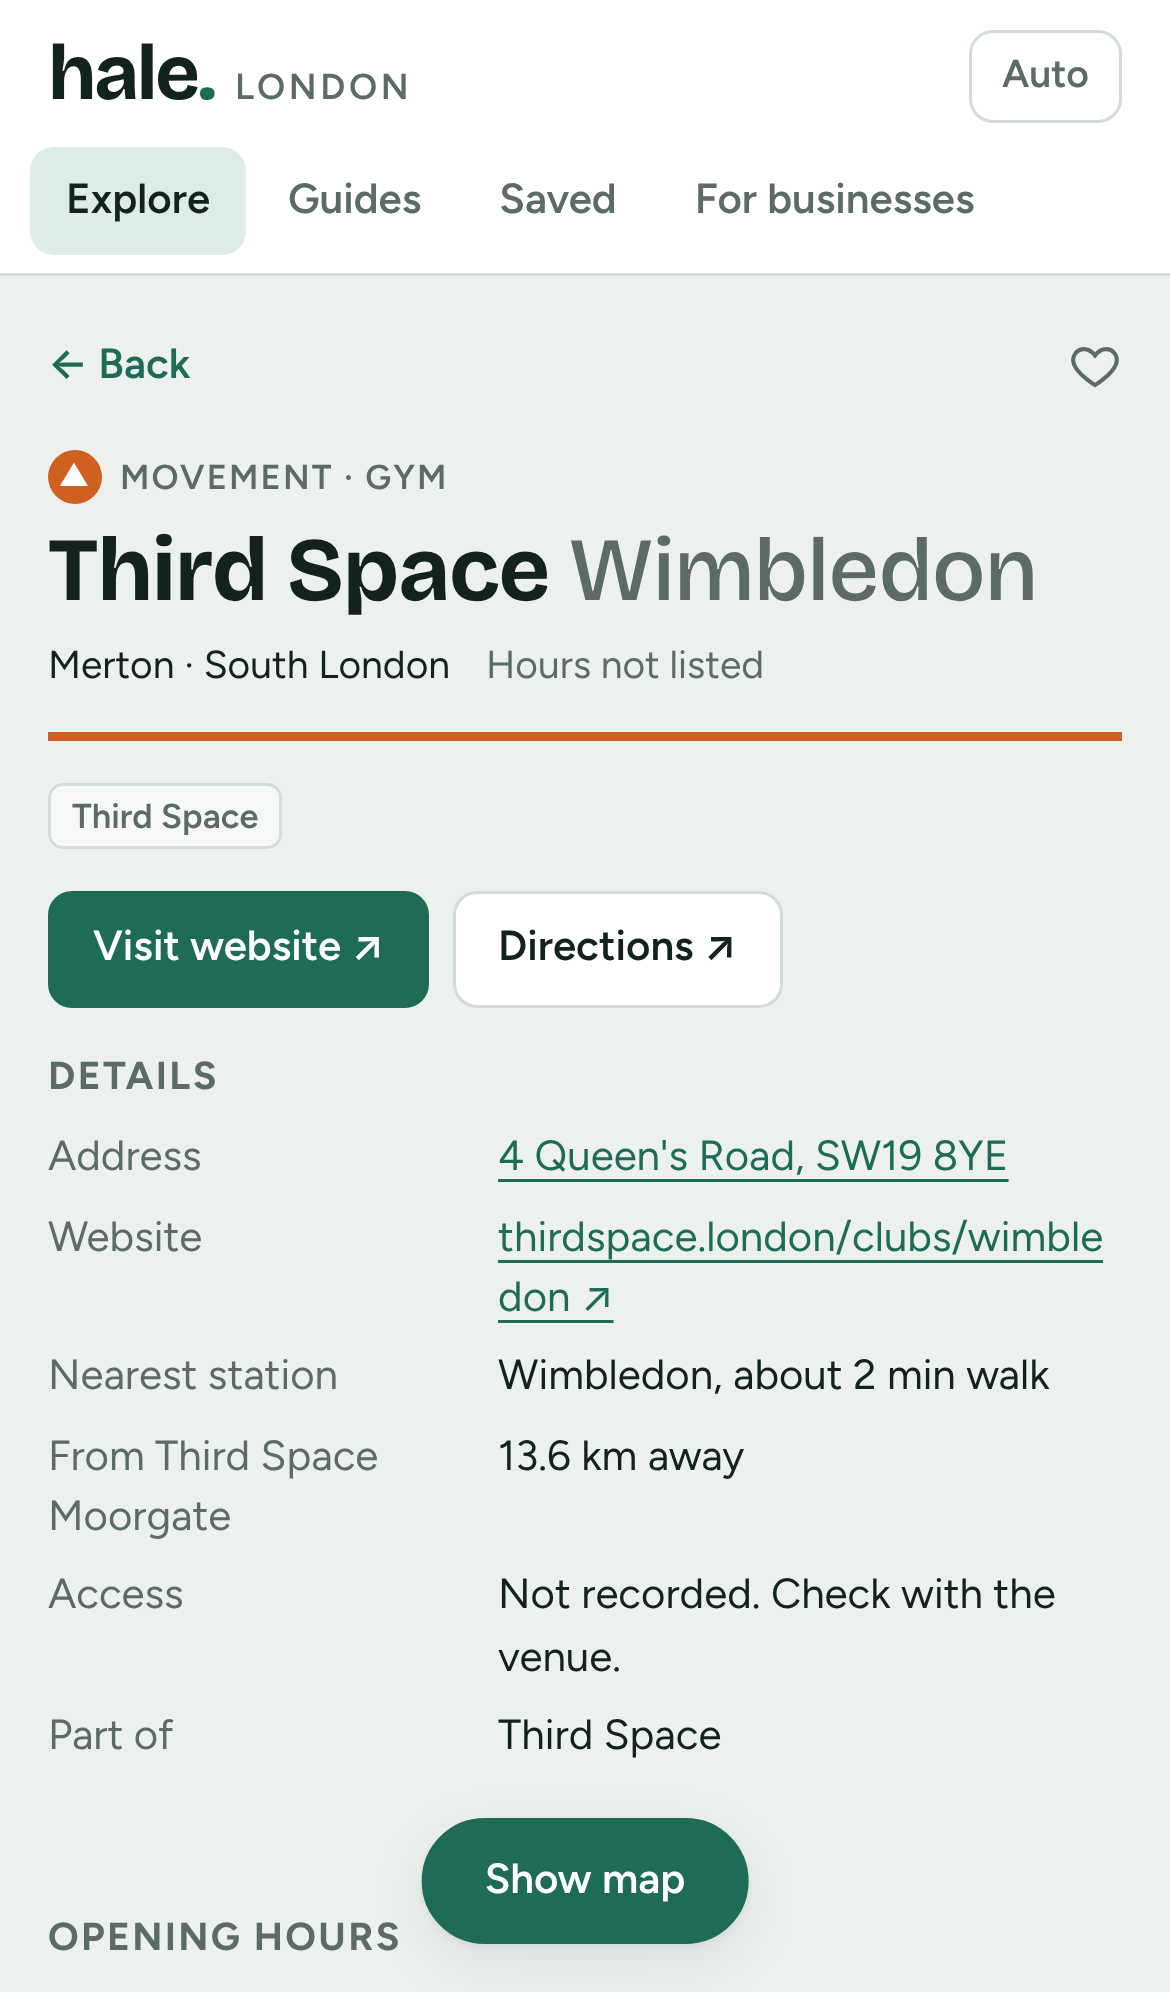 hale. LONDON
Auto
Explore Guides Saved For businesses
← Back
MOVEMENT · GYM
Third Space Wimbledon
Merton · South London Hours not listed
Third Space
Visit website ↗ Directions ↗
DETAILS
Address 4 Queen's Road, SW19 8YE
Website thirdspace.london/clubs/wimble
don ↗
Nearest station Wimbledon, about 2 min walk
From Third Space 13.6 km away
Moorgate
Access Not recorded. Check with the
venue.
Part of Third Space
Show map
OPENING HOURS